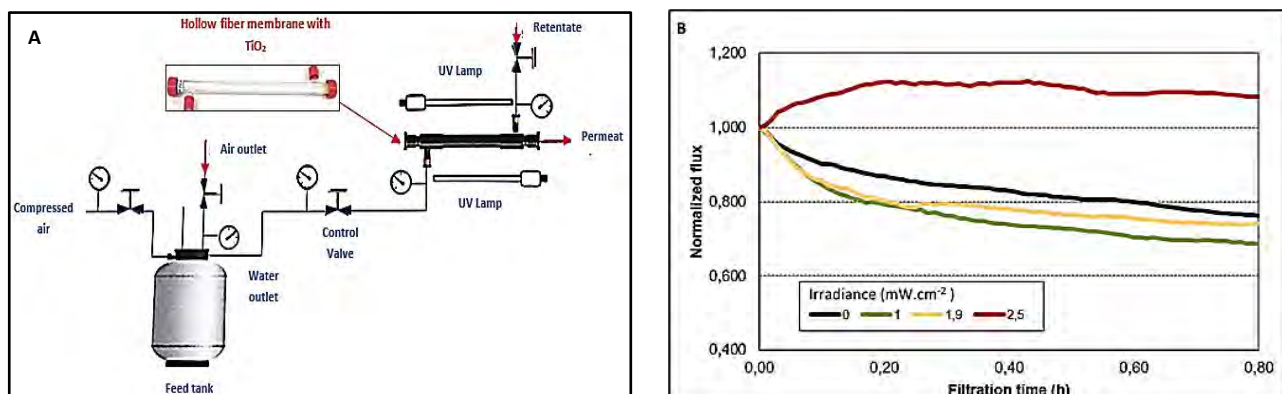 A
Hollow fiber membrane with
TiO₂
Retentate
UV Lamp
Permeat
Air outlet
UV Lamp
Compressed
air
Control
Valve
Water
outlet
Feed tank
B
Normalized flux
1,200
1,000
0,800
0,600
0,400
Irradiance (mW.cm⁻² )
0 1 1,9 2,5
0,00 0,20 0,40 0,60 0,80
Filtration time (h)